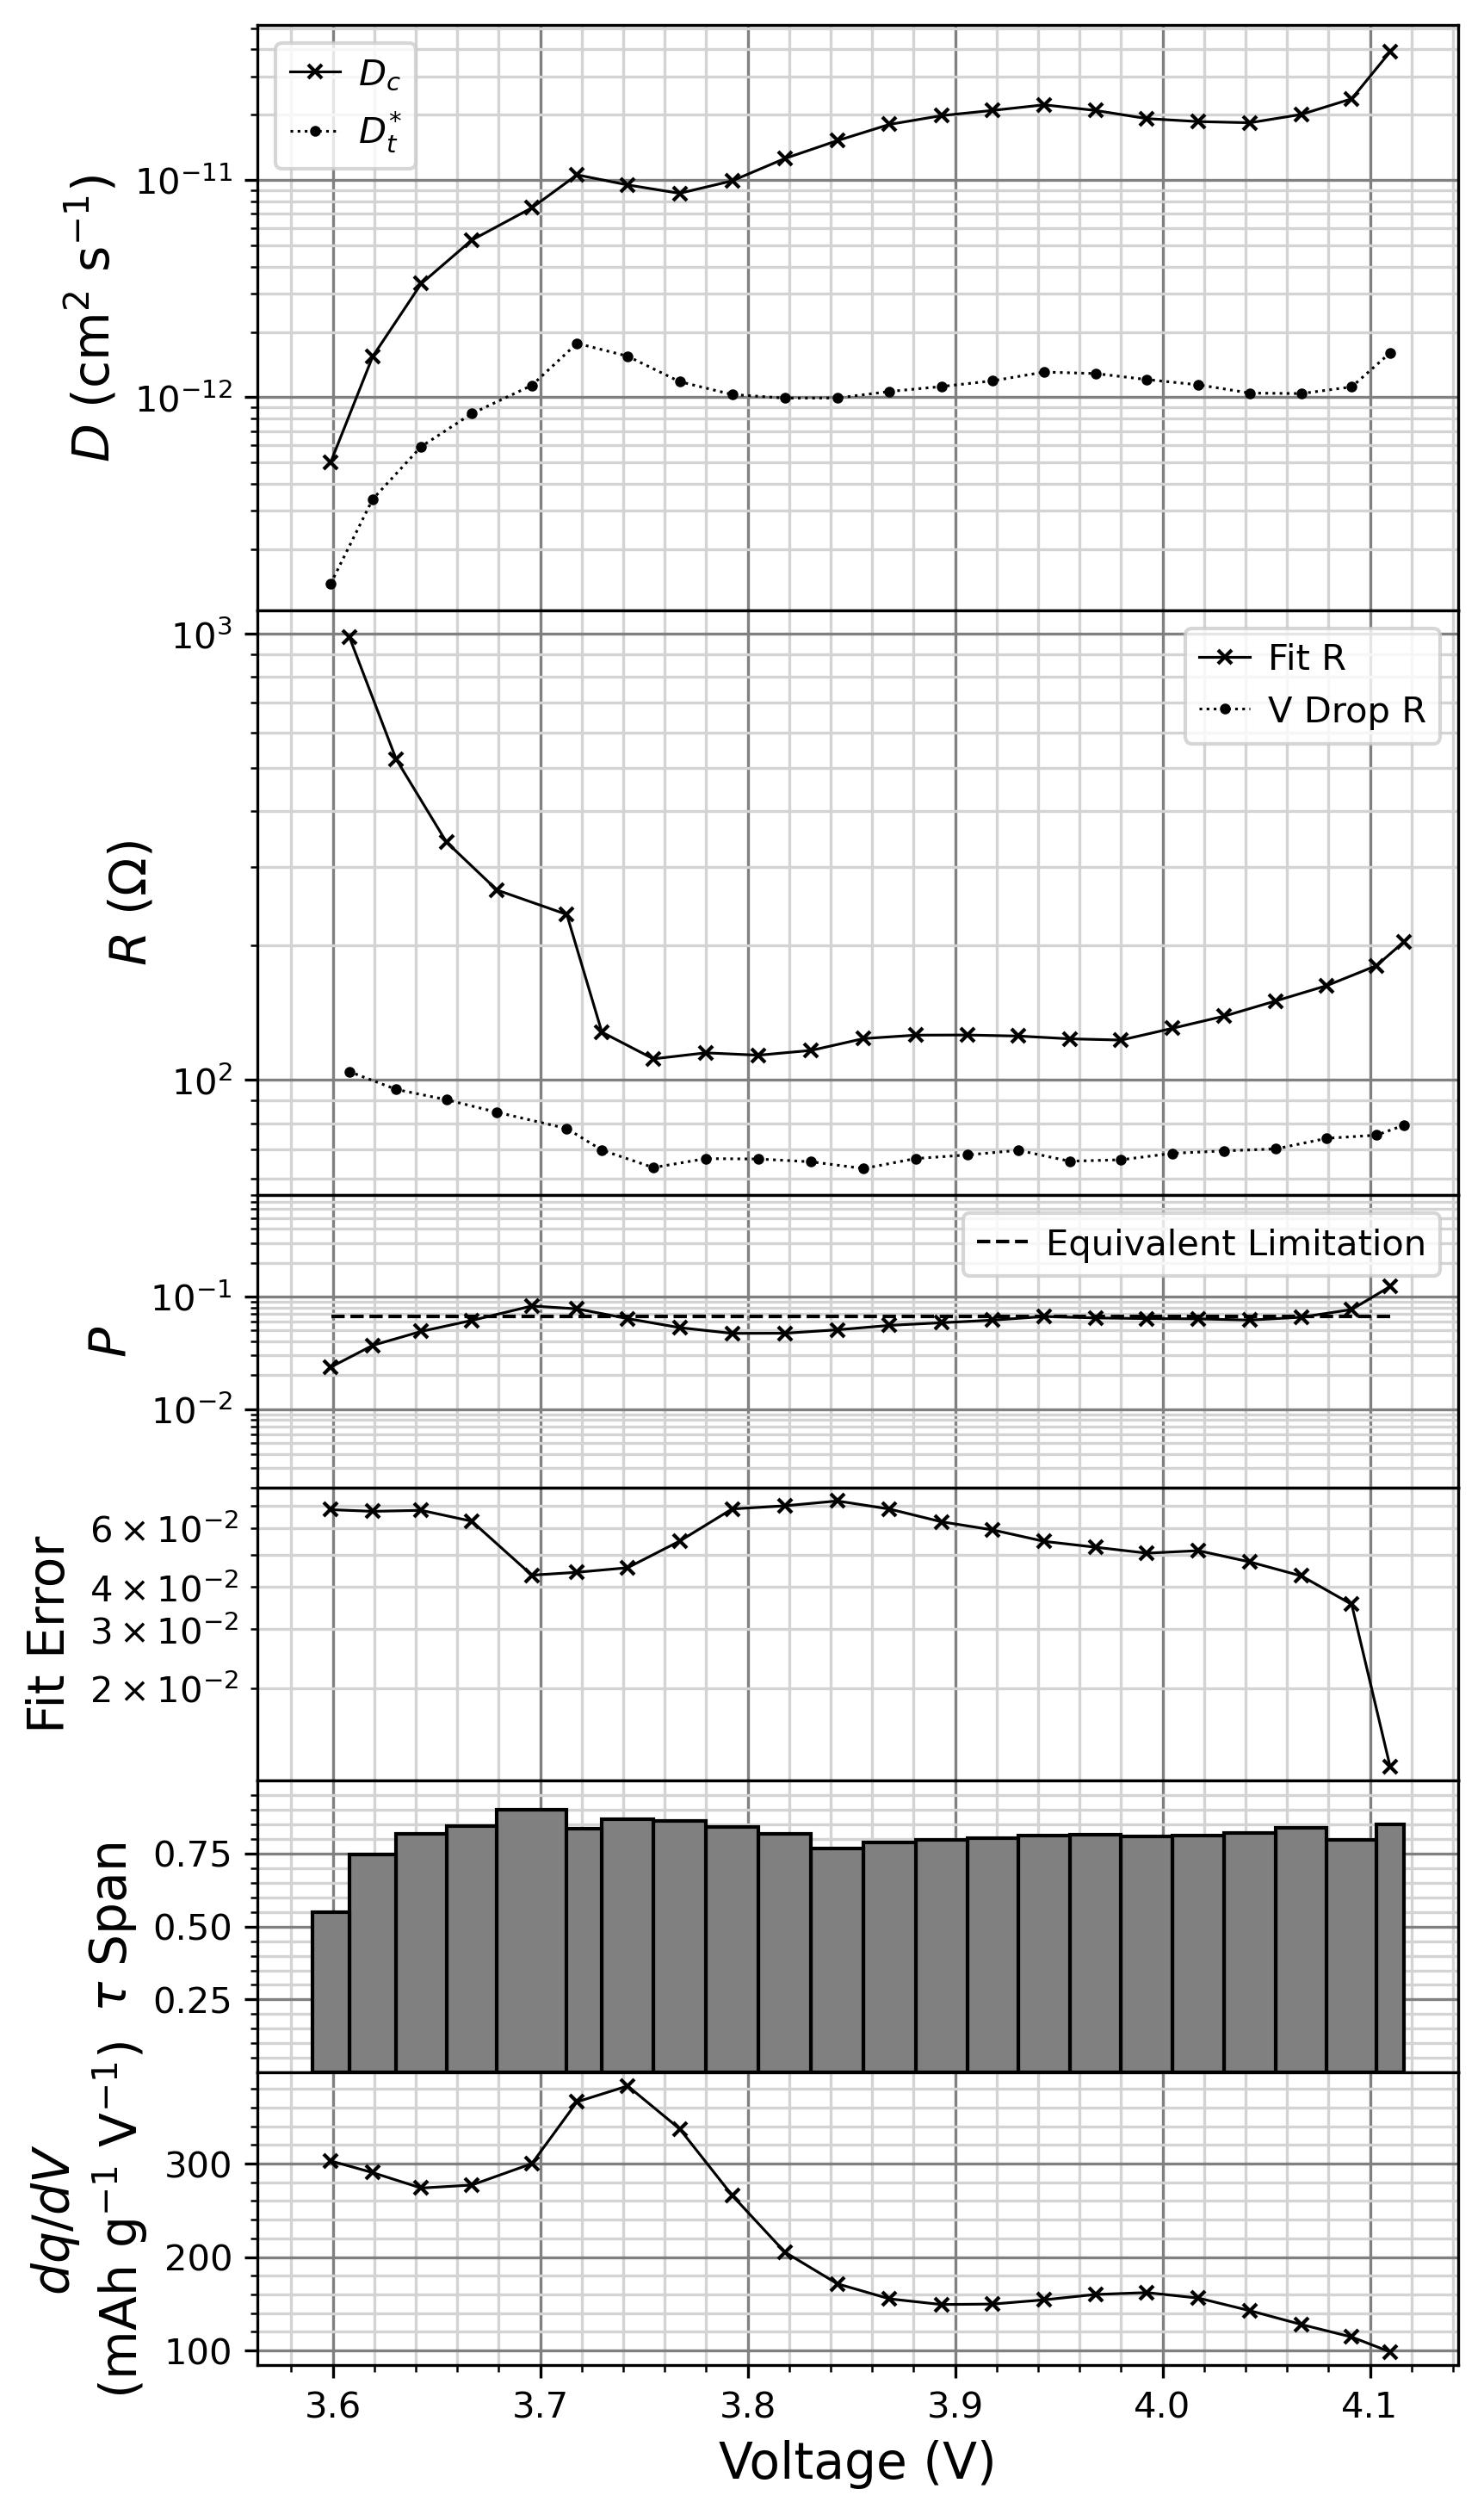 D_c
D_t^*
10^{-11}
10^{-12}
D (cm^2 s^{-1})
Fit R
V Drop R
10^3
10^2
R (Ω)
Equivalent Limitation
10^{-1}
10^{-2}
P
6 × 10^{-2}
4 × 10^{-2}
3 × 10^{-2}
2 × 10^{-2}
Fit Error
0.75
0.50
0.25
τ Span
300
200
100
dq/dV
(mAh g^{-1} V^{-1})
3.6 3.7 3.8 3.9 4.0 4.1
Voltage (V)